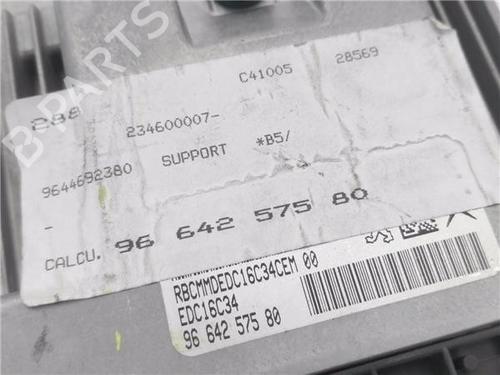 288
C41005
28569
234600007-
9644692380
SUPPORT
*B5/
-
CALCU. 96 642 575 80
RBCMMDEDC16C34CEM 00
EDC16C34
96 642 575 80
B-PARTS